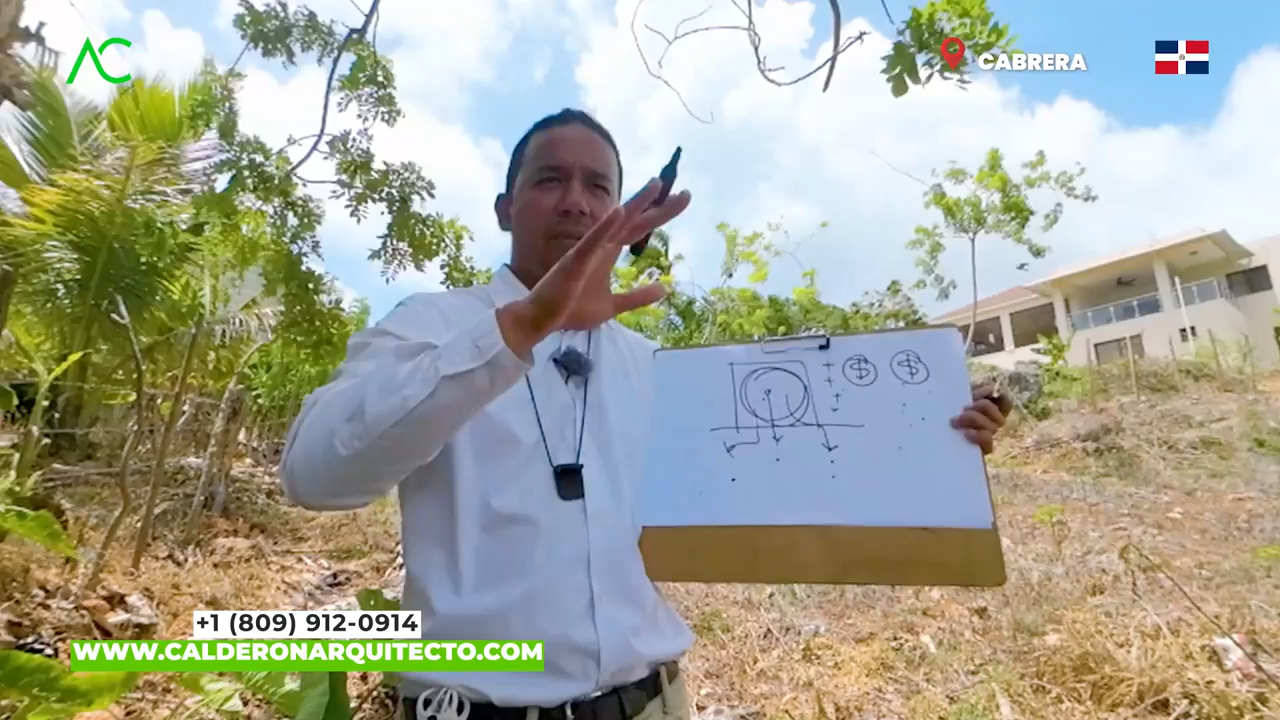 AC
CABRERA
+ $ $
+
+
+
+1 (809) 912-0914
WWW.CALDERONARQUITECTO.COM